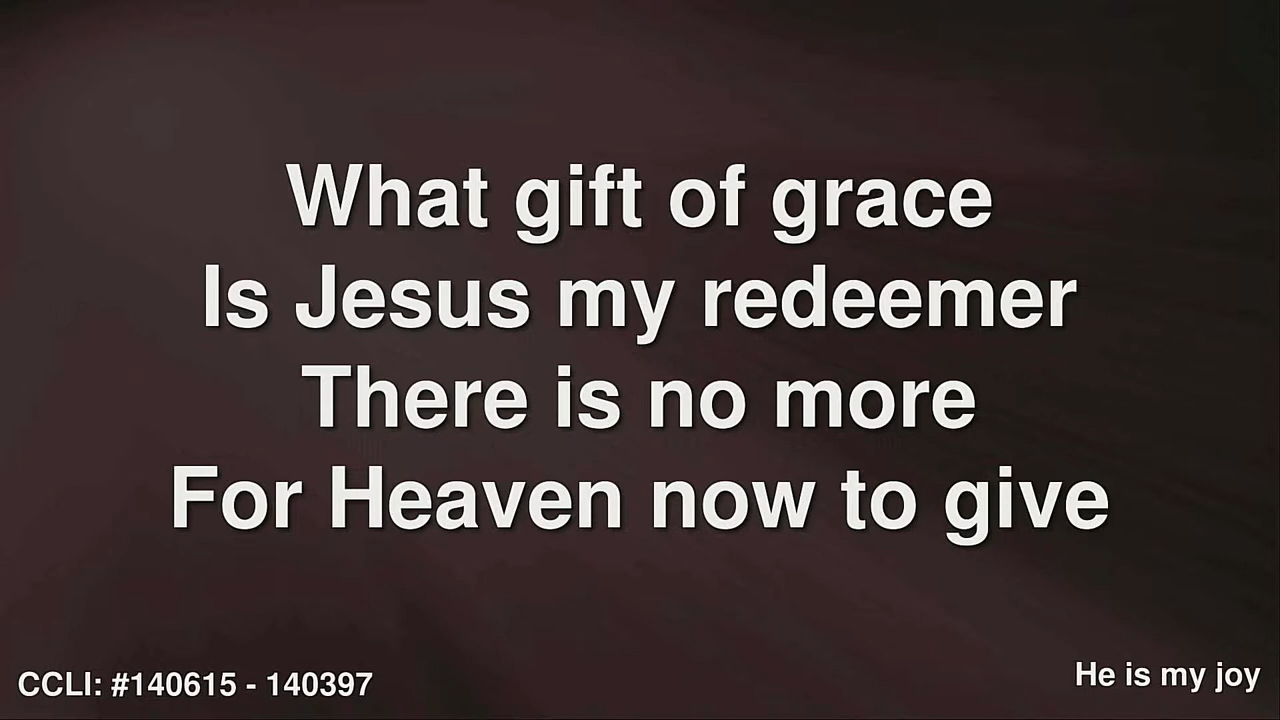 What gift of grace
Is Jesus my redeemer
There is no more
For Heaven now to give
CCLI: #140615 - 140397
He is my joy